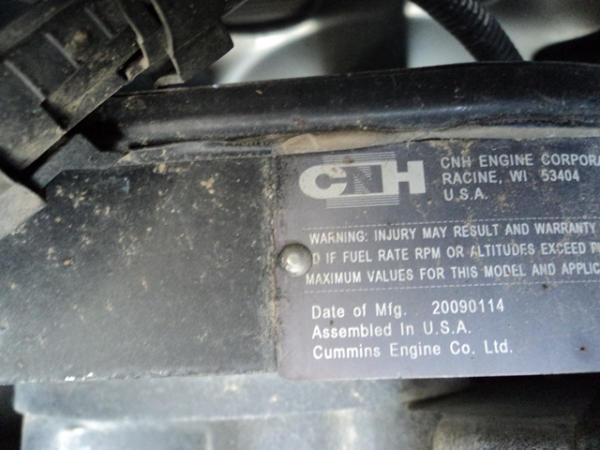 CNH
CNH ENGINE CORPORA
RACINE, WI 53404
U.S.A.
WARNING: INJURY MAY RESULT AND WARRANTY
D IF FUEL RATE RPM OR ALTITUDES EXCEED
MAXIMUM VALUES FOR THIS MODEL AND APPLIC
Date of Mfg. 20090114
Assembled In U.S.A.
Cummins Engine Co. Ltd.